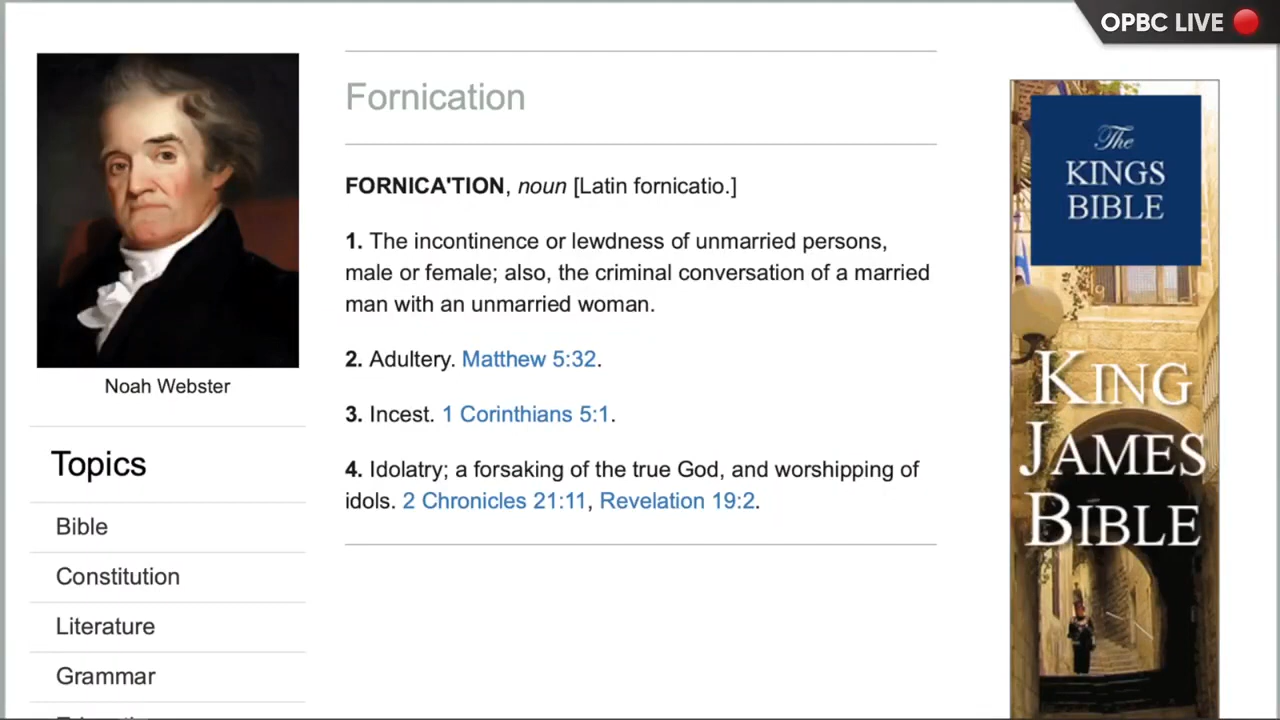 OPBC LIVE
Fornication
FORNICA'TION, noun [Latin fornicatio.]
1. The incontinence or lewdness of unmarried persons,
male or female; also, the criminal conversation of a married
man with an unmarried woman.
2. Adultery. Matthew 5:32.
3. Incest. 1 Corinthians 5:1.
4. Idolatry; a forsaking of the true God, and worshipping of
idols. 2 Chronicles 21:11, Revelation 19:2.
Noah Webster
Topics
Bible
Constitution
Literature
Grammar
The
KINGS
BIBLE
KING
JAMES
BIBLE